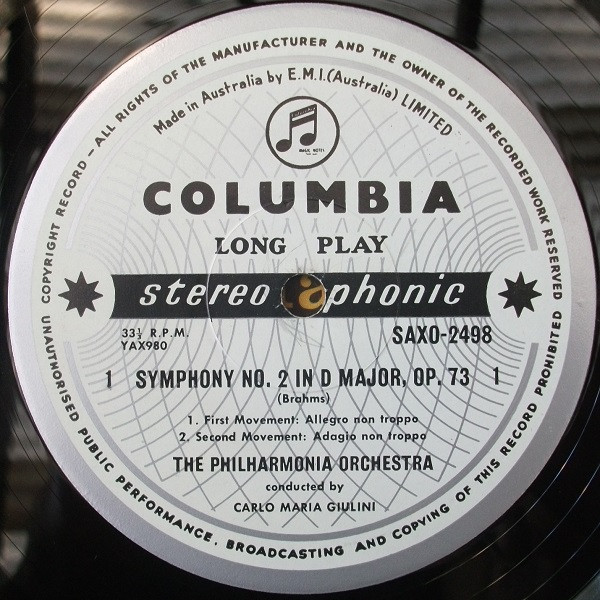 COPYRIGHT RECORD – ALL RIGHTS OF THE MANUFACTURER AND THE OWNER OF THE RECORDED WORK RESERVED
UNAUTHORISED PUBLIC PERFORMANCE, BROADCASTING AND COPYING OF THIS RECORD PROHIBITED
Made in Australia by E.M.I.(Australia) LIMITED
COLUMBIA
LONG PLAY
stereophonic
33⅓ R.P.M.
YAX980
SAXO-2498
1 SYMPHONY NO. 2 IN D MAJOR, OP. 73 1
(Brahms)
1. First Movement: Allegro non troppo
2. Second Movement: Adagio non troppo
THE PHILHARMONIA ORCHESTRA
conducted by
CARLO MARIA GIULINI